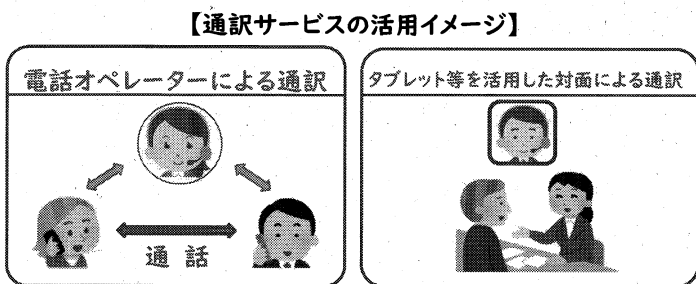 【通訳サービスの活用イメージ】
電話オペレーターによる通訳
通話
タブレット等を活用した対面による通訳